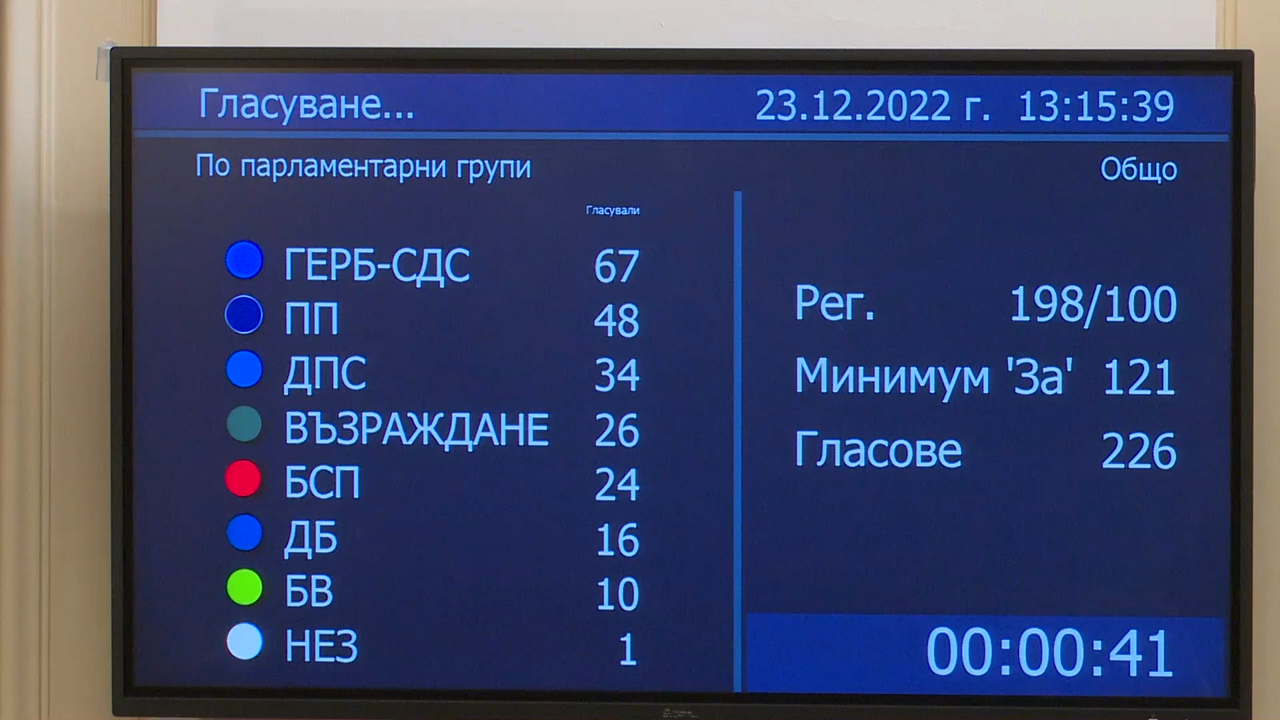 Гласуване... 23.12.2022 г. 13:15:39
По парламентарни групи Общо
Гласували
ГЕРБ-СДС 67
ПП 48
ДПС 34
ВЪЗРАЖДАНЕ 26
БСП 24
ДБ 16
БВ 10
НЕЗ 1
Рег. 198/100
Минимум 'За' 121
Гласове 226
00:00:41